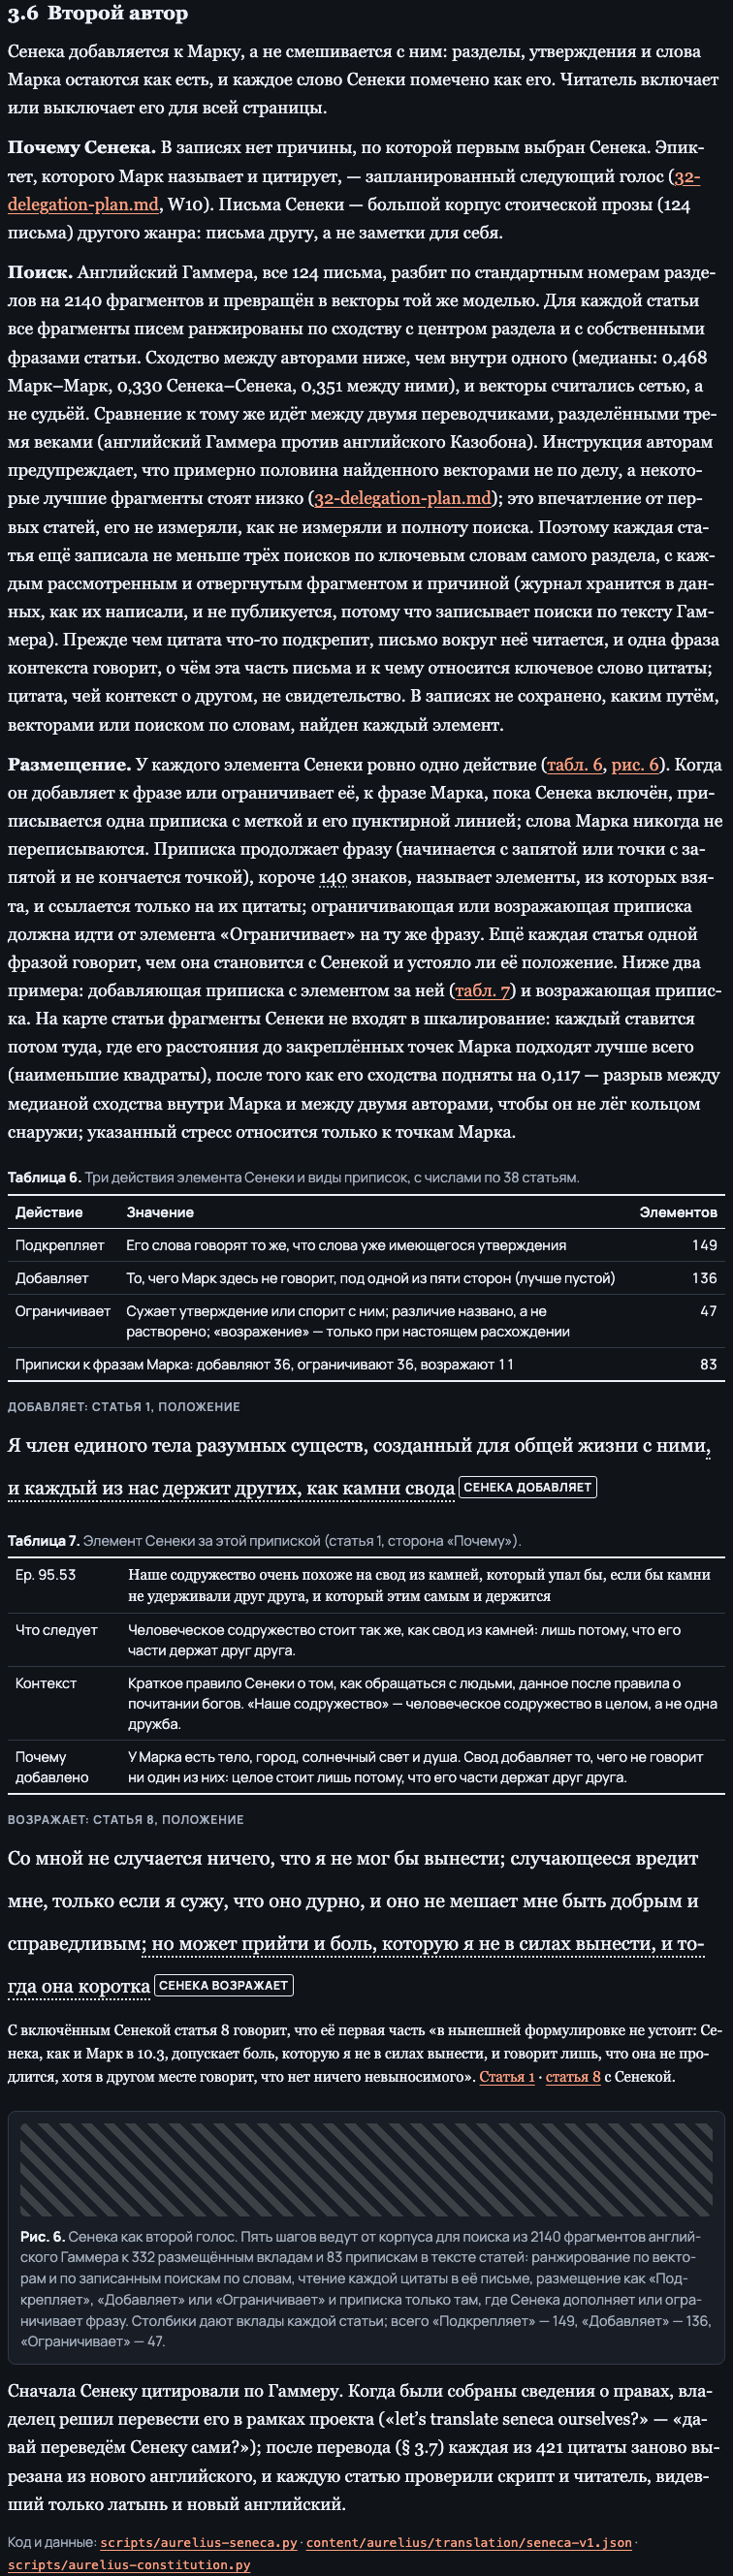 3.6 Второй автор
Сенека добавляется к Марку, а не смешивается с ним: разделы, утверждения и слова
Марка остаются как есть, и каждое слово Сенеки помечено как его. Читатель включает
или выключает его для всей страницы.
Почему Сенека. В записях нет причины, по которой первым выбран Сенека. Эпик-
тет, которого Марк называет и цитирует, — запланированный следующий голос (32-
delegation-plan.md, W10). Письма Сенеки — большой корпус стоической прозы (124
письма) другого жанра: письма другу, а не заметки для себя.
Поиск. Английский Гаммера, все 124 письма, разбит по стандартным номерам разде-
лов на 2140 фрагментов и превращён в векторы той же моделью. Для каждой статьи
все фрагменты писем ранжированы по сходству с центром раздела и с собственными
фразами статьи. Сходство между авторами ниже, чем внутри одного (медианы: 0,468
Марк–Марк, 0,330 Сенека–Сенека, 0,351 между ними), и векторы считались сетью, а
не судьёй. Сравнение к тому же идёт между двумя переводчиками, разделёнными тре-
мя веками (английский Гаммера против английского Казобона). Инструкция авторам
предупреждает, что примерно половина найденного векторами не по делу, а некото-
рые лучшие фрагменты стоят низко (32-delegation-plan.md); это впечатление от пер-
вых статей, его не измеряли, как не измеряли и полноту поиска. Поэтому каждая ста-
тья ещё записала не меньше трёх поисков по ключевым словам самого раздела, с каж-
дым рассмотренным и отвергнутым фрагментом и причиной (журнал хранится в дан-
ных, как их написали, и не публикуется, потому что записывает поиски по тексту Гам-
мера). Прежде чем цитата что-то подкрепит, письмо вокруг неё читается, и одна фраза
контекста говорит, о чём эта часть письма и к чему относится ключевое слово цитаты;
цитата, чей контекст о другом, не свидетельство. В записях не сохранено, каким путём,
векторами или поиском по словам, найден каждый элемент.
Размещение. У каждого элемента Сенеки ровно одно действие (табл. 6, рис. 6). Когда
он добавляет к фразе или ограничивает её, к фразе Марка, пока Сенека включён, при-
писывается одна приписка с меткой и его пунктирной линией; слова Марка никогда не
переписываются. Приписка продолжает фразу (начинается с запятой или точки с за-
пятой и не кончается точкой), короче 140 знаков, называет элементы, из которых взя-
та, и ссылается только на их цитаты; ограничивающая или возражающая приписка
должна идти от элемента «Ограничивает» на ту же фразу. Ещё каждая статья одной
фразой говорит, чем она становится с Сенекой и устояло ли её положение. Ниже два
примера: добавляющая приписка с элементом за ней (табл. 7) и возражающая припис-
ка. На карте статьи фрагменты Сенеки не входят в шкалирование: каждый ставится
потом туда, где его расстояния до закреплённых точек Марка подходят лучше всего
(наименьшие квадраты), после того как его сходства подняты на 0,117 — разрыв между
медианой сходства внутри Марка и между двумя авторами, чтобы он не лёг кольцом
снаружи; указанный стресс относится только к точкам Марка.
Таблица 6. Три действия элемента Сенеки и виды приписок, с числами по 38 статьям.
Действие Значение Элементов
Подкрепляет Его слова говорят то же, что слова уже имеющегося утверждения 149
Добавляет То, чего Марк здесь не говорит, под одной из пяти сторон (лучше пустой) 136
Ограничивает Сужает утверждение или спорит с ним; различие названо, а не 47
растворено; «возражение» — только при настоящем расхождении
Приписки к фразам Марка: добавляют 36, ограничивают 36, возражают 11 83
ДОБАВЛЯЕТ: СТАТЬЯ 1, ПОЛОЖЕНИЕ
Я член единого тела разумных существ, созданный для общей жизни с ними,
и каждый из нас держит других, как камни свода СЕНЕКА ДОБАВЛЯЕТ
Таблица 7. Элемент Сенеки за этой припиской (статья 1, сторона «Почему»).
Ep. 95.53 Наше содружество очень похоже на свод из камней, который упал бы, если бы камни
не удерживали друг друга, и который этим самым и держится
Что следует Человеческое содружество стоит так же, как свод из камней: лишь потому, что его
части держат друг друга.
Контекст Краткое правило Сенеки о том, как обращаться с людьми, данное после правила о
почитании богов. «Наше содружество» — человеческое содружество в целом, а не одна
дружба.
Почему У Марка есть тело, город, солнечный свет и душа. Свод добавляет то, чего не говорит
добавлено ни один из них: целое стоит лишь потому, что его части держат друг друга.
ВОЗРАЖАЕТ: СТАТЬЯ 8, ПОЛОЖЕНИЕ
Со мной не случается ничего, что я не мог бы вынести; случающееся вредит
мне, только если я сужу, что оно дурно, и оно не мешает мне быть добрым и
справедливым; но может прийти и боль, которую я не в силах вынести, и то-
гда она коротка СЕНЕКА ВОЗРАЖАЕТ
С включённым Сенекой статья 8 говорит, что её первая часть «в нынешней формулировке не устоит: Се-
нека, как и Марк в 10.3, допускает боль, которую я не в силах вынести, и говорит лишь, что она не про-
длится, хотя в другом месте говорит, что нет ничего невыносимого». Статья 1 · статья 8 с Сенекой.
Рис. 6. Сенека как второй голос. Пять шагов ведут от корпуса для поиска из 2140 фрагментов англий-
ского Гаммера к 332 размещённым вкладам и 83 припискам в тексте статей: ранжирование по векто-
рам и по записанным поискам по словам, чтение каждой цитаты в её письме, размещение как «Под-
крепляет», «Добавляет» или «Ограничивает» и приписка только там, где Сенека дополняет или огра-
ничивает фразу. Столбики дают вклады каждой статьи; всего «Подкрепляет» — 149, «Добавляет» — 136,
«Ограничивает» — 47.
Сначала Сенеку цитировали по Гаммеру. Когда были собраны сведения о правах, вла-
делец решил перевести его в рамках проекта («let’s translate seneca ourselves?» — «да-
вай переведём Сенеку сами?»); после перевода (§ 3.7) каждая из 421 цитаты заново вы-
резана из нового английского, и каждую статью проверили скрипт и читатель, видев-
ший только латынь и новый английский.
Код и данные: scripts/aurelius-seneca.py · content/aurelius/translation/seneca-v1.json ·
scripts/aurelius-constitution.py